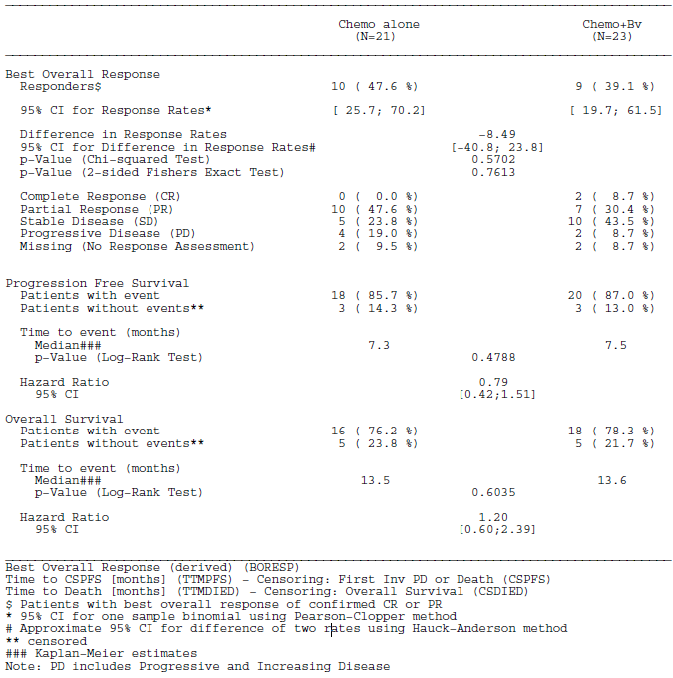 Chemo alone Chemo+Bv
(N=21) (N=23)
Best Overall Response
Responders$ 10 ( 47.6 %) 9 ( 39.1 %)
95% CI for Response Rates* [ 25.7; 70.2] [ 19.7; 61.5]
Difference in Response Rates -8.49
95% CI for Difference in Response Rates# [-40.8; 23.8]
p-Value (Chi-squared Test) 0.5702
p-Value (2-sided Fishers Exact Test) 0.7613
Complete Response (CR) 0 ( 0.0 %) 2 ( 8.7 %)
Partial Response (PR) 10 ( 47.6 %) 7 ( 30.4 %)
Stable Disease (SD) 5 ( 23.8 %) 10 ( 43.5 %)
Progressive Disease (PD) 4 ( 19.0 %) 2 ( 8.7 %)
Missing (No Response Assessment) 2 ( 9.5 %) 2 ( 8.7 %)
Progression Free Survival
Patients with event 18 ( 85.7 %) 20 ( 87.0 %)
Patients without events** 3 ( 14.3 %) 3 ( 13.0 %)
Time to event (months)
Median### 7.3 7.5
p-Value (Log-Rank Test) 0.4788
Hazard Ratio 0.79
95% CI [0.42;1.51]
Overall Survival
Patients with event 16 ( 76.2 %) 18 ( 78.3 %)
Patients without events** 5 ( 23.8 %) 5 ( 21.7 %)
Time to event (months)
Median### 13.5 13.6
p-Value (Log-Rank Test) 0.6035
Hazard Ratio 1.20
95% CI [0.60;2.39]
Best Overall Response (derived) (BORESP)
Time to CSPFS [months] (TTMPFS) - Censoring: First Inv PD or Death (CSPFS)
Time to Death [months] (TTMDIED) - Censoring: Overall Survival (CSDIED)
$ Patients with best overall response of confirmed CR or PR
* 95% CI for one sample binomial using Pearson-Clopper method
# Approximate 95% CI for difference of two rates using Hauck-Anderson method
** censored
### Kaplan-Meier estimates
Note: PD includes Progressive and Increasing Disease